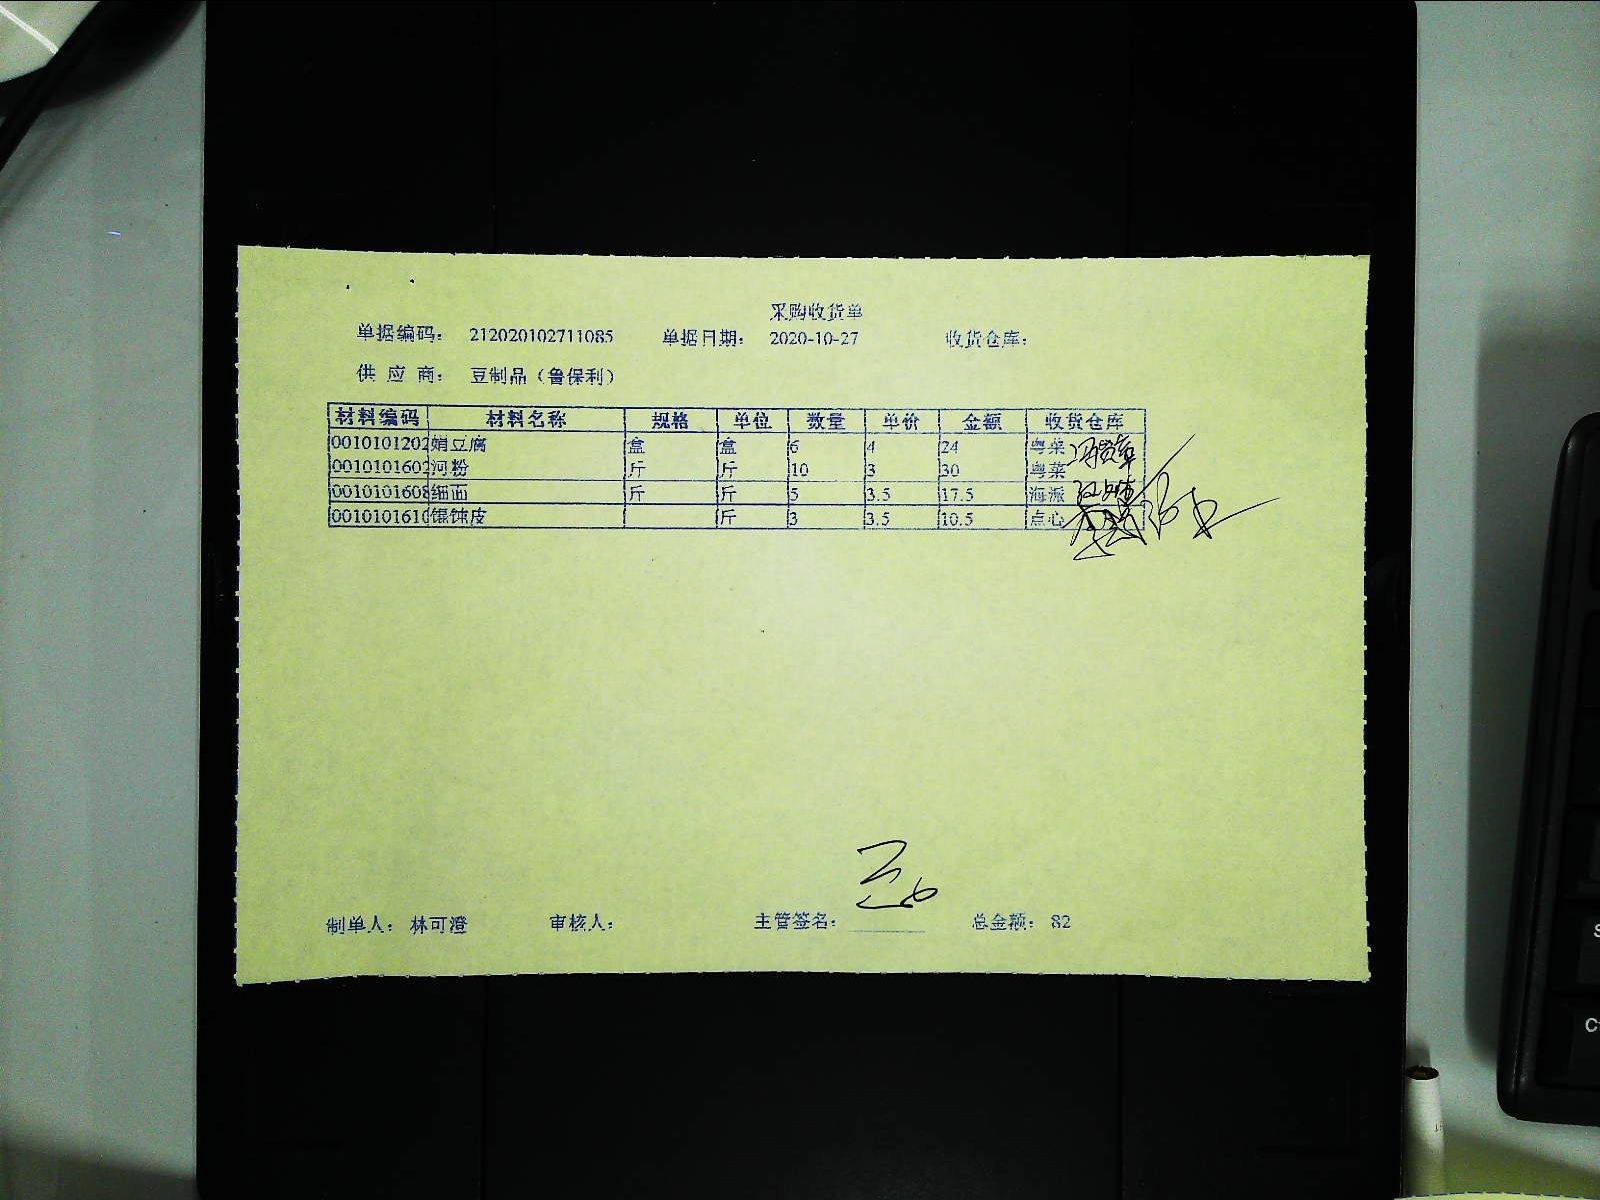 采购收货单
单据编码： 212020102711085 单据日期： 2020-10-27 收货仓库：
供 应 商： 豆制品（鲁保利）
材料编码 材料名称 规格 单位 数量 单价 金额 收货仓库
0010101202 娟豆腐 盒 盒 6 4 24 粤菜
0010101602 河粉 斤 斤 10 3 30 粤菜
0010101608 细面 斤 斤 5 3.5 17.5 海派
0010101610 馄饨皮 斤 3 3.5 10.5 点心
制单人： 林可澄 审核人： 主管签名： 总金额： 82